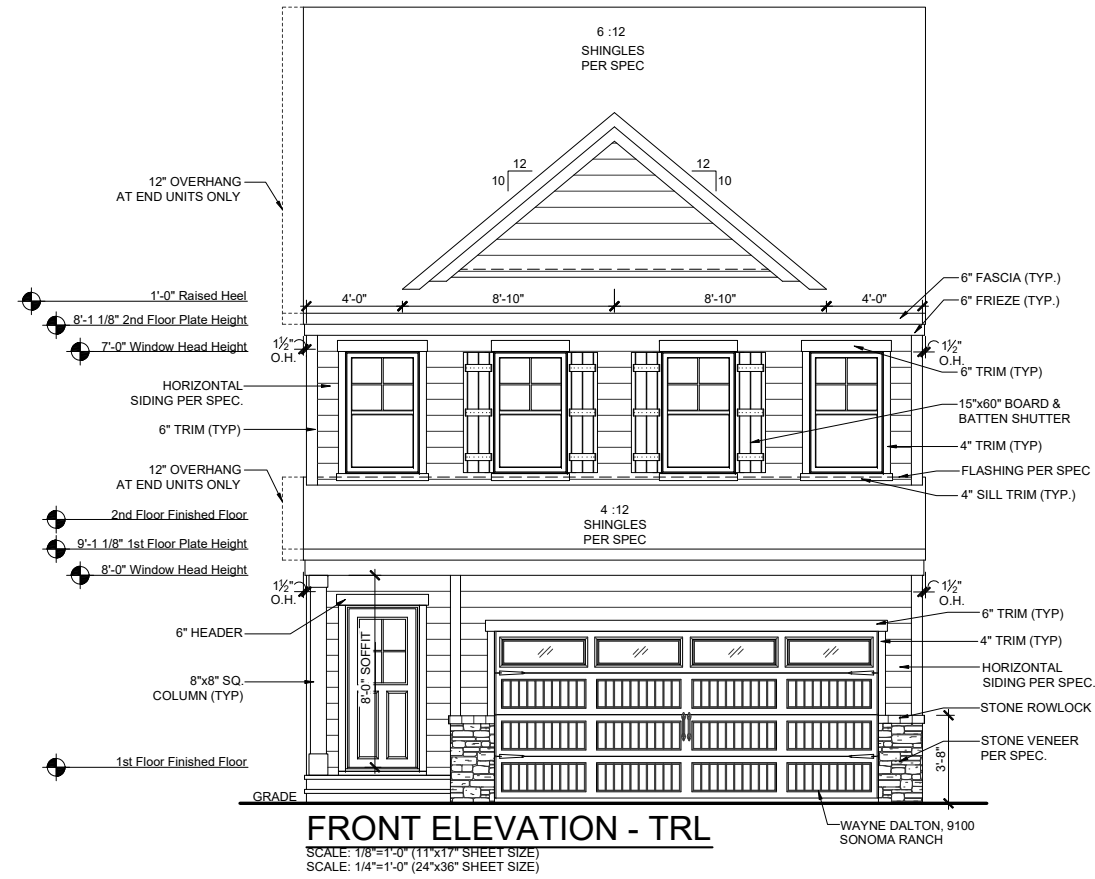 6 :12
SHINGLES
PER SPEC
12
10
12
10
12" OVERHANG
AT END UNITS ONLY
6" FASCIA (TYP.)
1'-0" Raised Heel
4'-0"
8'-10"
8'-10"
4'-0"
6" FRIEZE (TYP.)
8'-1 1/8" 2nd Floor Plate Height
7'-0" Window Head Height
1½"
O.H.
1½"
O.H.
6" TRIM (TYP)
HORIZONTAL
SIDING PER SPEC.
15"x60" BOARD &
BATTEN SHUTTER
6" TRIM (TYP)
4" TRIM (TYP)
12" OVERHANG
AT END UNITS ONLY
FLASHING PER SPEC
4" SILL TRIM (TYP.)
4 :12
SHINGLES
PER SPEC
2nd Floor Finished Floor
9'-1 1/8" 1st Floor Plate Height
8'-0" Window Head Height
1½"
O.H.
1½"
O.H.
6" TRIM (TYP)
6" HEADER
4" TRIM (TYP)
8'-0" SOFFIT
HORIZONTAL
SIDING PER SPEC.
8"x8" SQ.
COLUMN (TYP)
STONE ROWLOCK
STONE VENEER
PER SPEC.
3'-8"
1st Floor Finished Floor
GRADE
WAYNE DALTON, 9100
SONOMA RANCH
FRONT ELEVATION - TRL
SCALE: 1/8"=1'-0" (11"x17" SHEET SIZE)
SCALE: 1/4"=1'-0" (24"x36" SHEET SIZE)